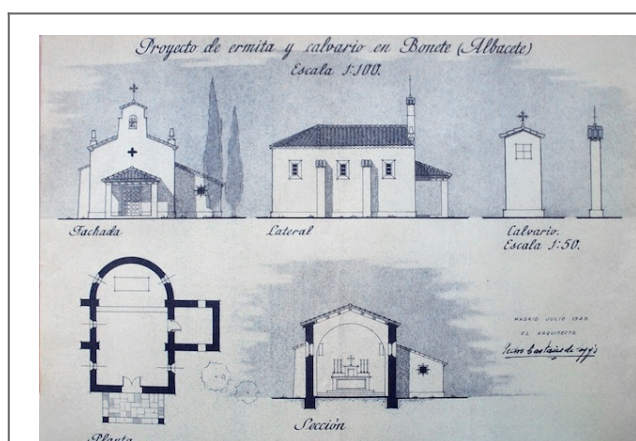 Proyecto de ermita y calvario en Bonete (Albacete)
Escala 1:100.
Fachada
Lateral
Calvario.
Escala 1:50.
MADRID JULIO
EL ARQUITECTO
Planta
Sección